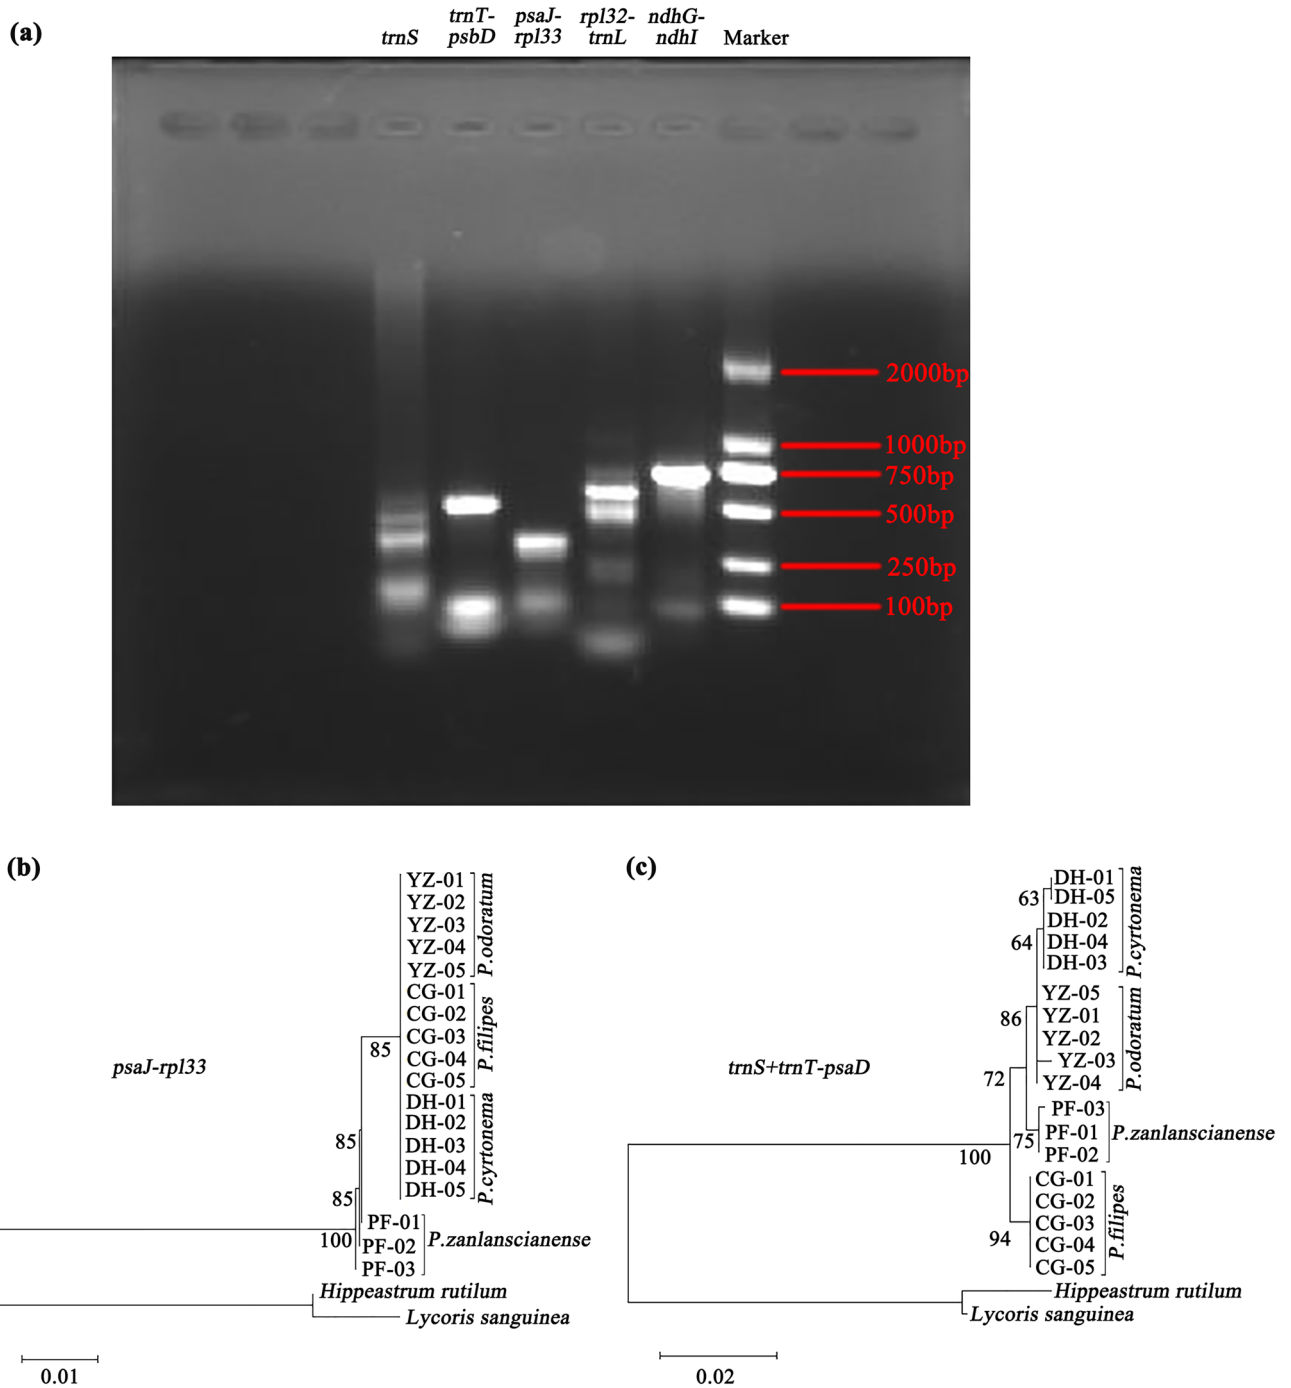 (a)
trnS
trnT-
psbD
psaJ-
rpl33
rpl32-
trnL
ndhG-
ndhI
Marker
2000bp
1000bp
750bp
500bp
250bp
100bp
(b)
YZ-01
YZ-02
YZ-03
YZ-04
YZ-05
P.odoratum
CG-01
CG-02
CG-03
CG-04
CG-05
P.filipes
DH-01
DH-02
DH-03
DH-04
DH-05
P.cyrtonema
PF-01
PF-02
PF-03
P.zanlanscianense
Hippeastrum rutilum
Lycoris sanguinea
psaJ-rpl33
85
85
85
100
0.01
(c)
DH-01
DH-05
DH-02
DH-04
DH-03
P.cyrtonema
YZ-05
YZ-01
YZ-02
YZ-03
YZ-04
P.odoratum
PF-03
PF-01
PF-02
P.zanlanscianense
CG-01
CG-02
CG-03
CG-04
CG-05
P.filipes
Hippeastrum rutilum
Lycoris sanguinea
trnS+trnT-psaD
63
64
86
72
75
100
94
0.02